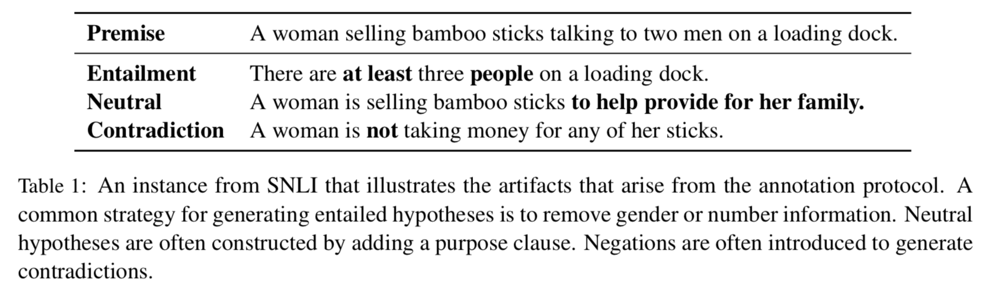 Premise A woman selling bamboo sticks talking to two men on a loading dock.
Entailment There are at least three people on a loading dock.
Neutral A woman is selling bamboo sticks to help provide for her family.
Contradiction A woman is not taking money for any of her sticks.
Table 1: An instance from SNLI that illustrates the artifacts that arise from the annotation protocol. A
common strategy for generating entailed hypotheses is to remove gender or number information. Neutral
hypotheses are often constructed by adding a purpose clause. Negations are often introduced to generate
contradictions.